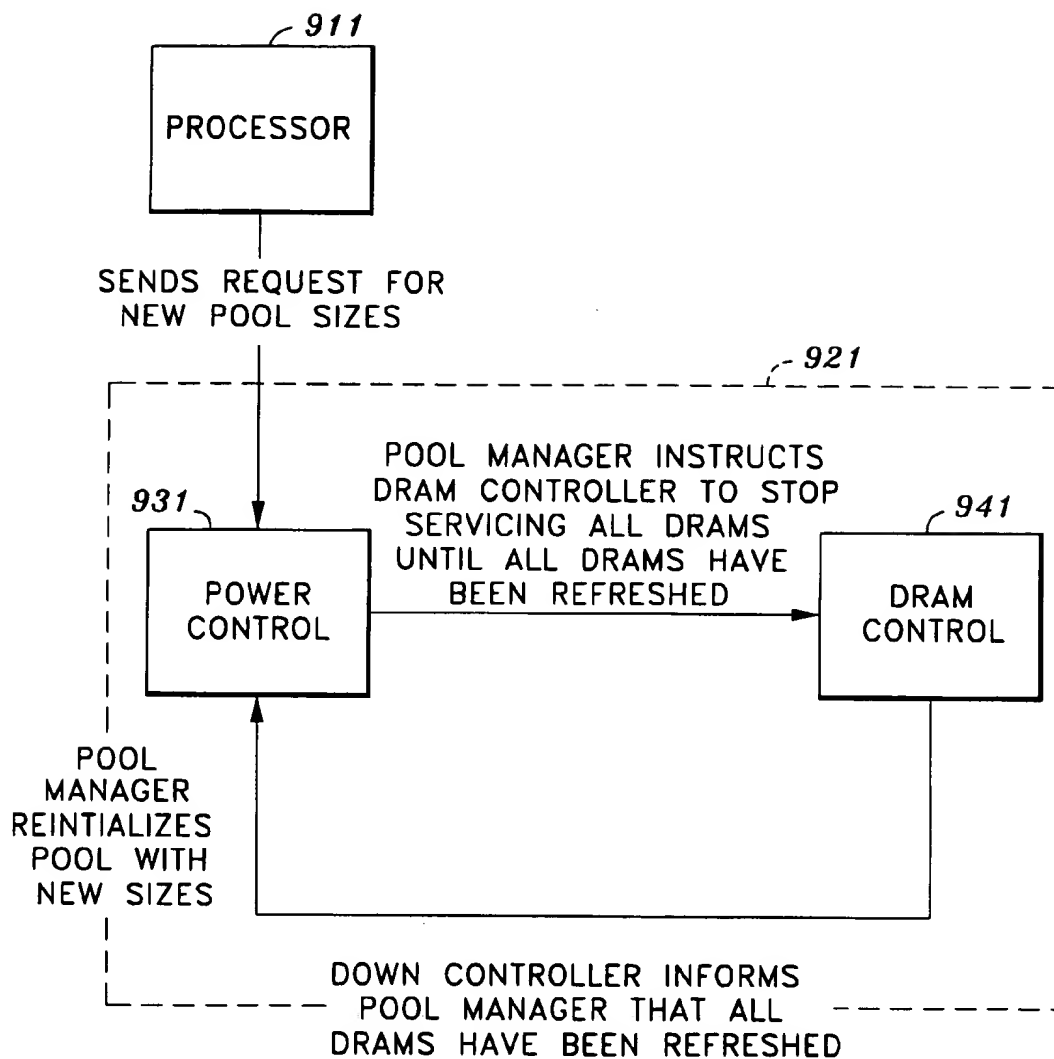 911
PROCESSOR
SENDS REQUEST FOR
NEW POOL SIZES
921
POOL MANAGER INSTRUCTS
DRAM CONTROLLER TO STOP
SERVICING ALL DRAMS
UNTIL ALL DRAMS HAVE
BEEN REFRESHED
931
POWER
CONTROL
941
DRAM
CONTROL
POOL
MANAGER
REINTIALIZES
POOL WITH
NEW SIZES
DOWN CONTROLLER INFORMS
POOL MANAGER THAT ALL
DRAMS HAVE BEEN REFRESHED